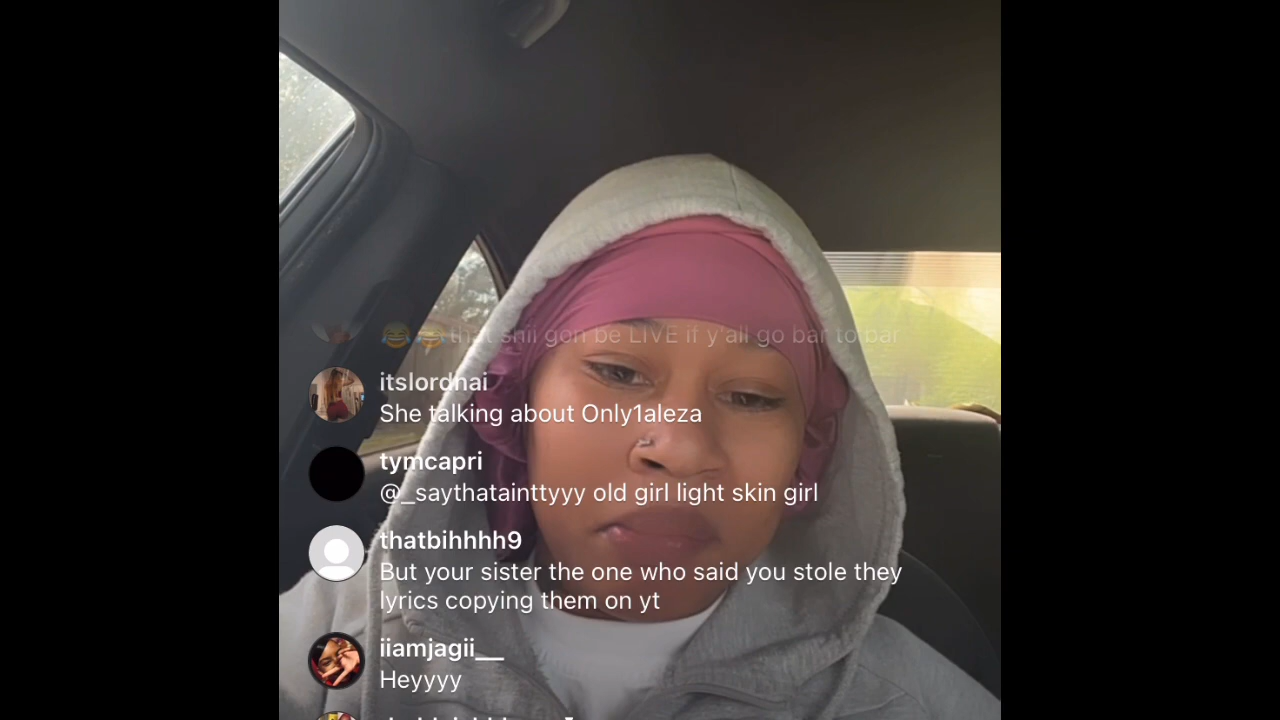 😂😂that shii gon be LIVE if y'all go bar to bar
itslordnai
She talking about Only1aleza
tymcapri
@_saythatainttyyy old girl light skin girl
thatbihhhh9
But your sister the one who said you stole they
lyrics copying them on yt
iiamjagii__
Heyyyy